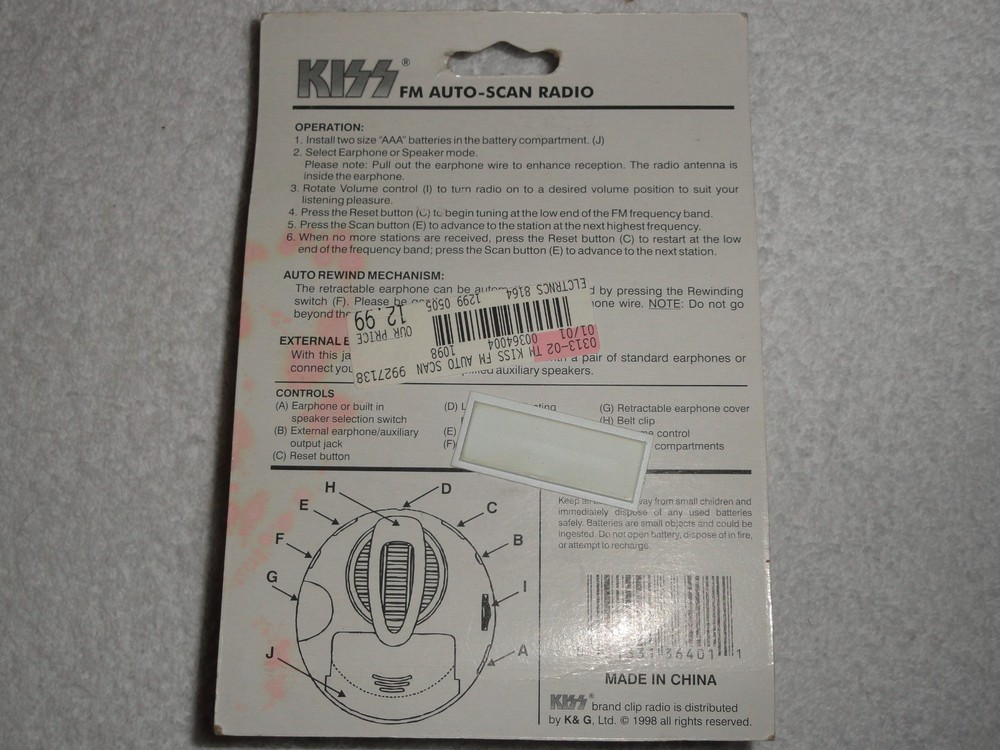 KISS®
FM AUTO-SCAN RADIO
OPERATION:
1. Install two size "AAA" batteries in the battery compartment. (J)
2. Select Earphone or Speaker mode.
Please note: Pull out the earphone wire to enhance reception. The radio antenna is
inside the earphone.
3. Rotate Volume control (I) to turn radio on to a desired volume position to suit your
listening pleasure.
4. Press the Reset button (C) to begin tuning at the low end of the FM frequency band.
5. Press the Scan button (E) to advance to the station at the next highest frequency.
6. When no more stations are received, press the Reset button (C) to restart at the low
end of the frequency band; press the Scan button (E) to advance to the next station.
AUTO REWIND MECHANISM:
The retractable earphone can be by pressing the Rewinding
switch (F). Please be wire. NOTE: Do not go
beyond the
EXTERNAL
With this a pair of standard earphones or
connect auxiliary speakers.
ELCTRNCS 8164
1299 0505
OUR PRICE
12.99
01/01
0313-02
00364004
1098
TH KISS FM AUTO SCAN
9927138
CONTROLS
(A) Earphone or built in
speaker selection switch
(B) External earphone/auxiliary
output jack
(C) Reset button
(D)
(E)
(F)
(G) Retractable earphone cover
(H) Belt clip
control
compartments
H
D
E
C
F
B
G
I
J
A
Keep away from small children and
immediately dispose of any used batteries
safely. Batteries are small objects and could be
ingested. Do not open battery, dispose of in fire,
or attempt to recharge.
36401 1
MADE IN CHINA
KISS® brand clip radio is distributed
by K& G, Ltd. © 1998 all rights reserved.